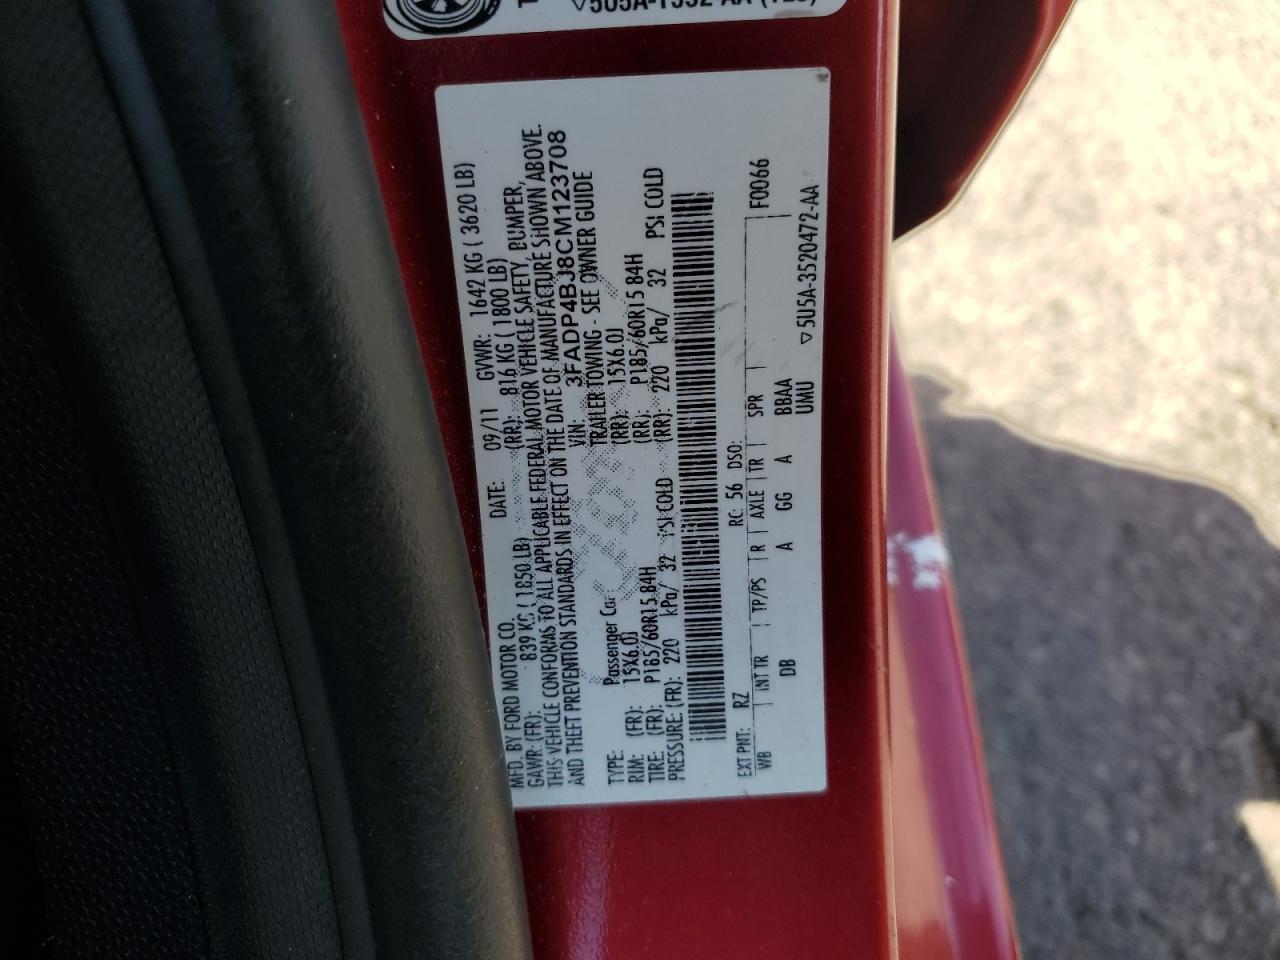 5U5A-1532-AA
MFD. BY FORD MOTOR CO. DATE: 09/11 GVWR: 1642 KG ( 3620 LB)
GAWR: (FR): 839 KG ( 1850 LB) (RR): 816 KG ( 1800 LB)
THIS VEHICLE CONFORMS TO ALL APPLICABLE FEDERAL MOTOR VEHICLE SAFETY, BUMPER,
AND THEFT PREVENTION STANDARDS IN EFFECT ON THE DATE OF MANUFACTURE SHOWN ABOVE.
VIN: 3FADP4BJ8CM123708
TYPE: Passenger Car TRAILER TOWING - SEE OWNER GUIDE
RIM: (FR): 15X6.0J (RR): 15X6.0J
TIRE: (FR): P185/60R15 84H (RR): P185/60R15 84H
PRESSURE: (FR): 220 kPa/ 32 PSI COLD (RR): 220 kPa/ 32 PSI COLD
EXT PNT: RZ RC: 56 DSO: F0066
WB INT TR TP/PS R AXLE TR SPR
DB A GG A BBAA
UMU ▽5U5A-3520472-AA